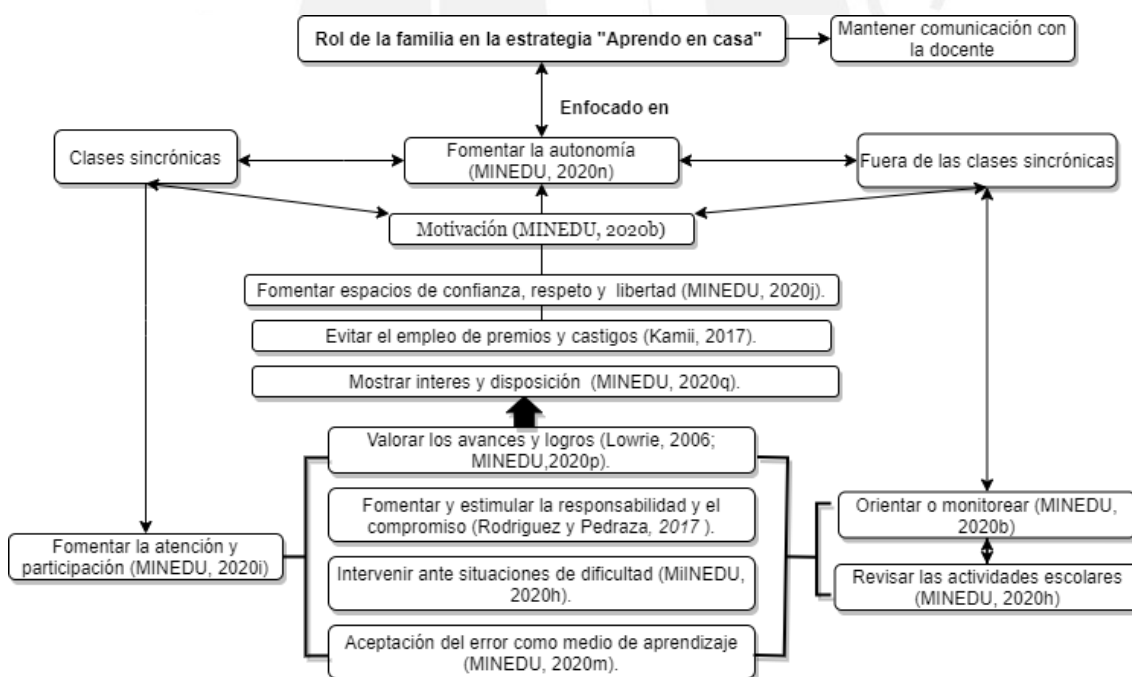 Rol de la familia en la estrategia "Aprendo en casa"
Mantener comunicación con
la docente
Enfocado en
Clases sincrónicas
Fomentar la autonomía
(MINEDU, 2020n)
Fuera de las clases sincrónicas
Motivación (MINEDU, 2020b)
Fomentar espacios de confianza, respeto y libertad (MINEDU, 2020j).
Evitar el empleo de premios y castigos (Kamii, 2017).
Mostrar interes y disposición (MINEDU, 2020q).
Valorar los avances y logros (Lowrie, 2006;
MINEDU,2020p).
Fomentar y estimular la responsabilidad y el
compromiso (Rodriguez y Pedraza, 2017 ).
Intervenir ante situaciones de dificultad (MiINEDU,
2020h).
Aceptación del error como medio de aprendizaje
(MINEDU, 2020m).
Fomentar la atención y
participación (MINEDU, 2020i)
Orientar o monitorear (MINEDU,
2020b)
Revisar las actividades escolares
(MINEDU, 2020h)